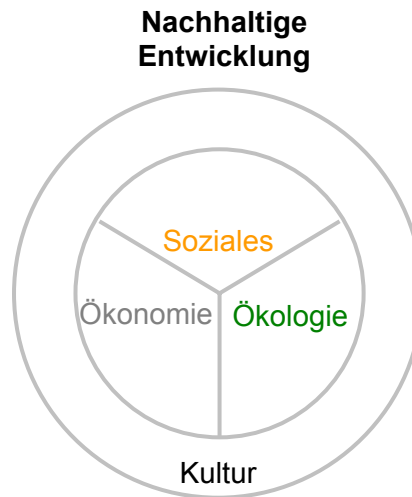 Nachhaltige
Entwicklung
Soziales
Ökonomie
Ökologie
Kultur